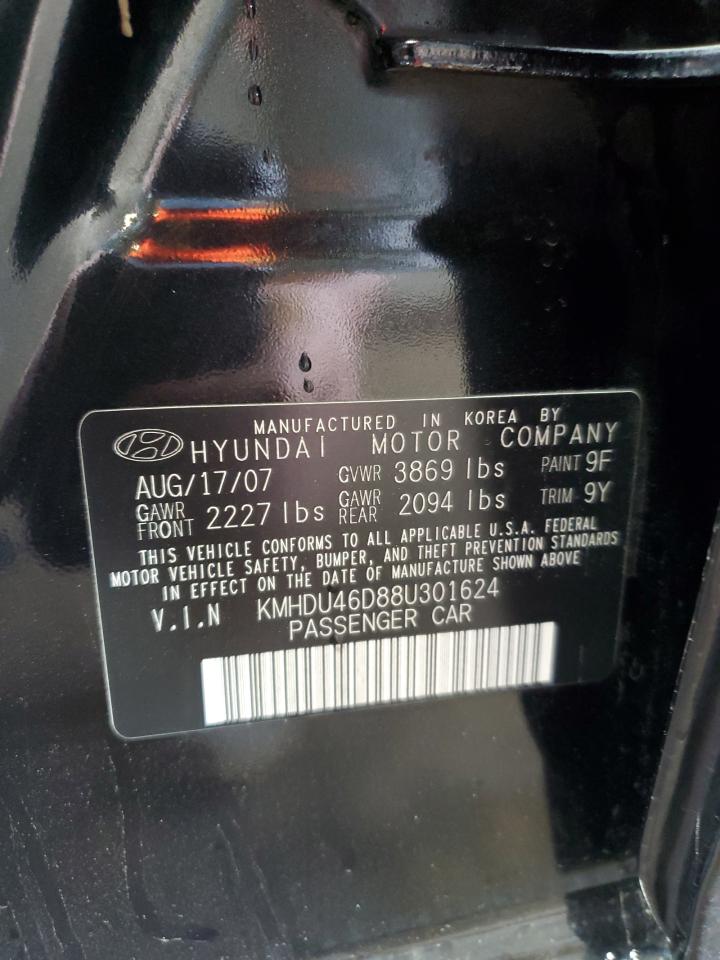 MANUFACTURED IN KOREA BY
HYUNDAI MOTOR COMPANY
AUG/17/07 GVWR 3869 lbs PAINT 9F
GAWR FRONT 2227 lbs GAWR REAR 2094 lbs TRIM 9Y
THIS VEHICLE CONFORMS TO ALL APPLICABLE U.S.A. FEDERAL
MOTOR VEHICLE SAFETY, BUMPER, AND THEFT PREVENTION STANDARDS
IN EFFECT ON THE DATE OF MANUFACTURE SHOWN ABOVE
V.I.N KMHDU46D88U301624
PASSENGER CAR